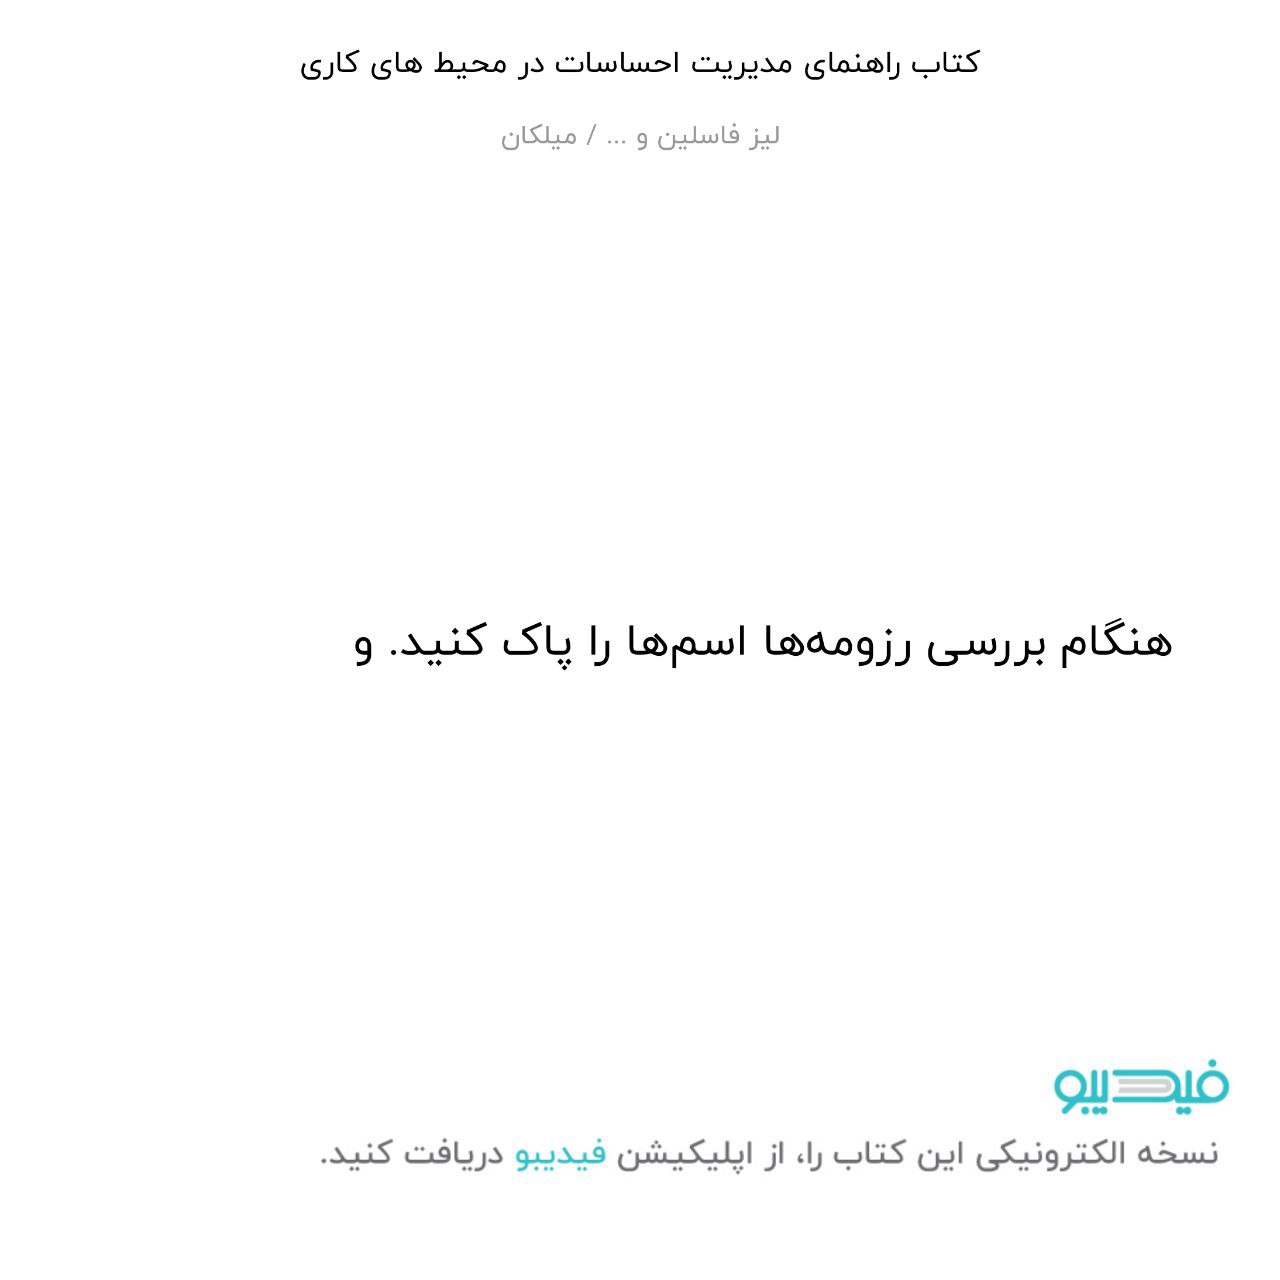 کتاب راهنمای مدیریت احساسات در محیط های کاری
لیز فاسلین و ... / میلکان
هنگام بررسی رزومه‌ها اسم‌ها را پاک کنید. و
فیدیبو
نسخه الکترونیکی این کتاب را، از اپلیکیشن فیدیبو دریافت کنید.